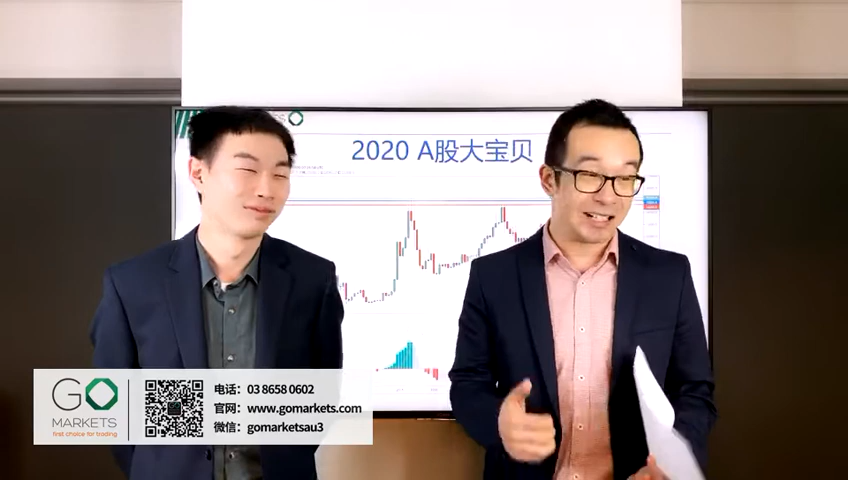 2020 A股大宝贝
GO
MARKETS
first choice for trading
电话： 03 8658 0602
官网： www.gomarkets.com
微信： gomarketsau3